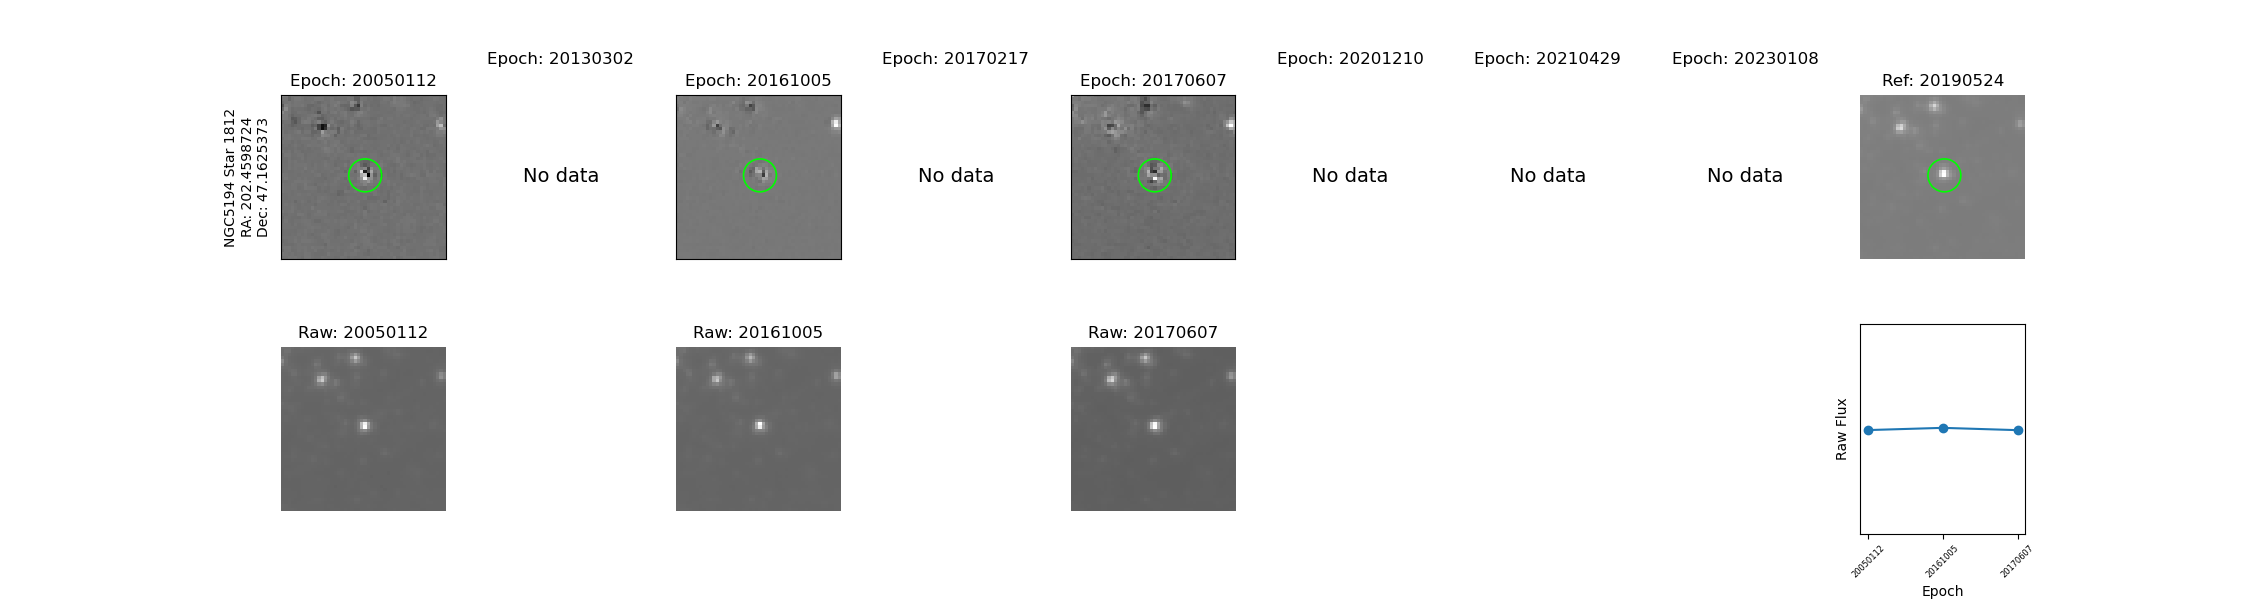 Epoch: 20050112
Epoch: 20130302
Epoch: 20161005
Epoch: 20170217
Epoch: 20170607
Epoch: 20201210
Epoch: 20210429
Epoch: 20230108
Ref: 20190524
NGC5194 Star 1812
RA: 202.4598724
Dec: 47.1625373
No data
No data
No data
No data
No data
Raw: 20050112
Raw: 20161005
Raw: 20170607
Raw Flux
20050112
20161005
20170607
Epoch